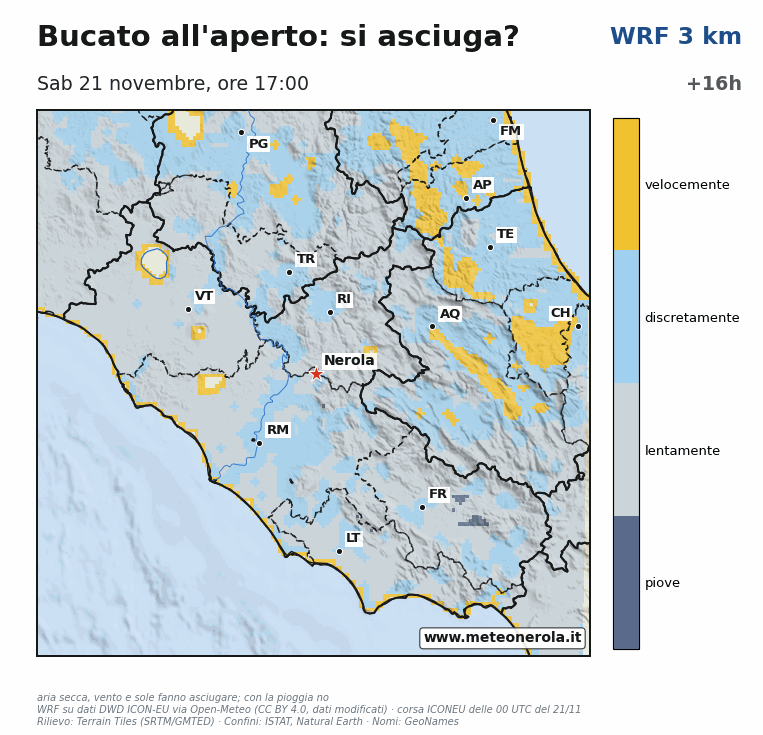 Bucato all'aperto: si asciuga?
WRF 3 km
Sab 21 novembre, ore 17:00
+16h
FM
PG
AP
TE
TR
VT
RI
AQ
CH
Nerola
RM
FR
LT
www.meteonerola.it
velocemente
discretamente
lentamente
piove
aria secca, vento e sole fanno asciugare; con la pioggia no
WRF su dati DWD ICON-EU via Open-Meteo (CC BY 4.0, dati modificati) · corsa ICONEU delle 00 UTC del 21/11
Rilievo: Terrain Tiles (SRTM/GMTED) · Confini: ISTAT, Natural Earth · Nomi: GeoNames